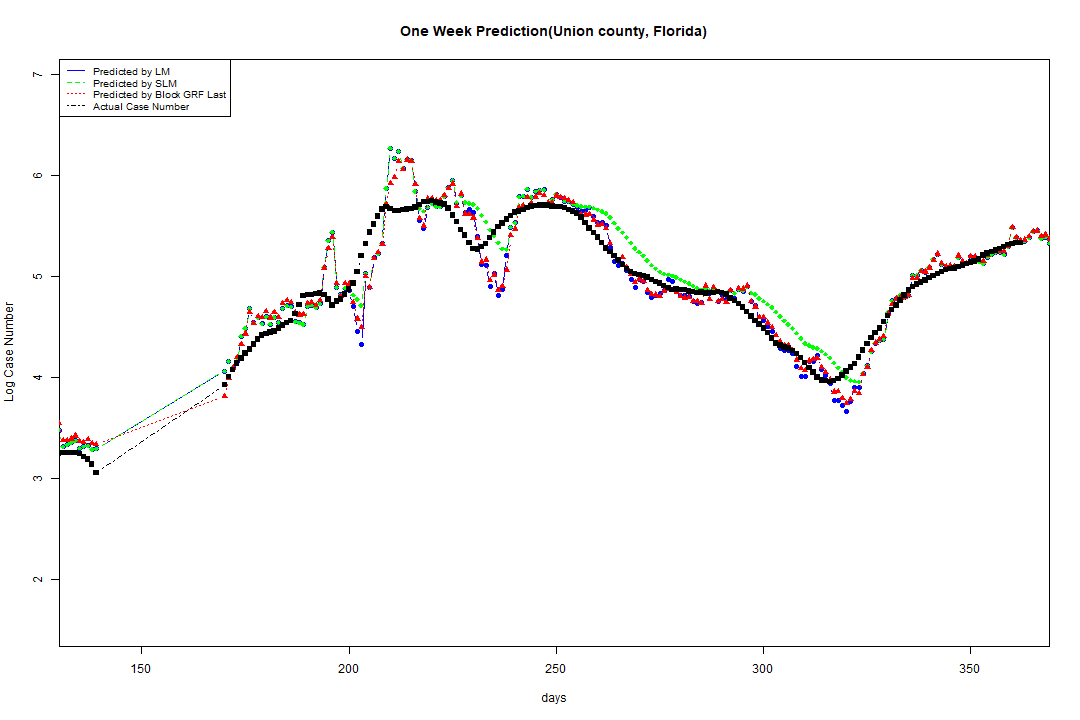 One Week Prediction(Union county, Florida)
Predicted by LM
Predicted by SLM
Predicted by Block GRF Last
Actual Case Number
Log Case Number
7
6
5
4
3
2
150 200 250 300 350
days